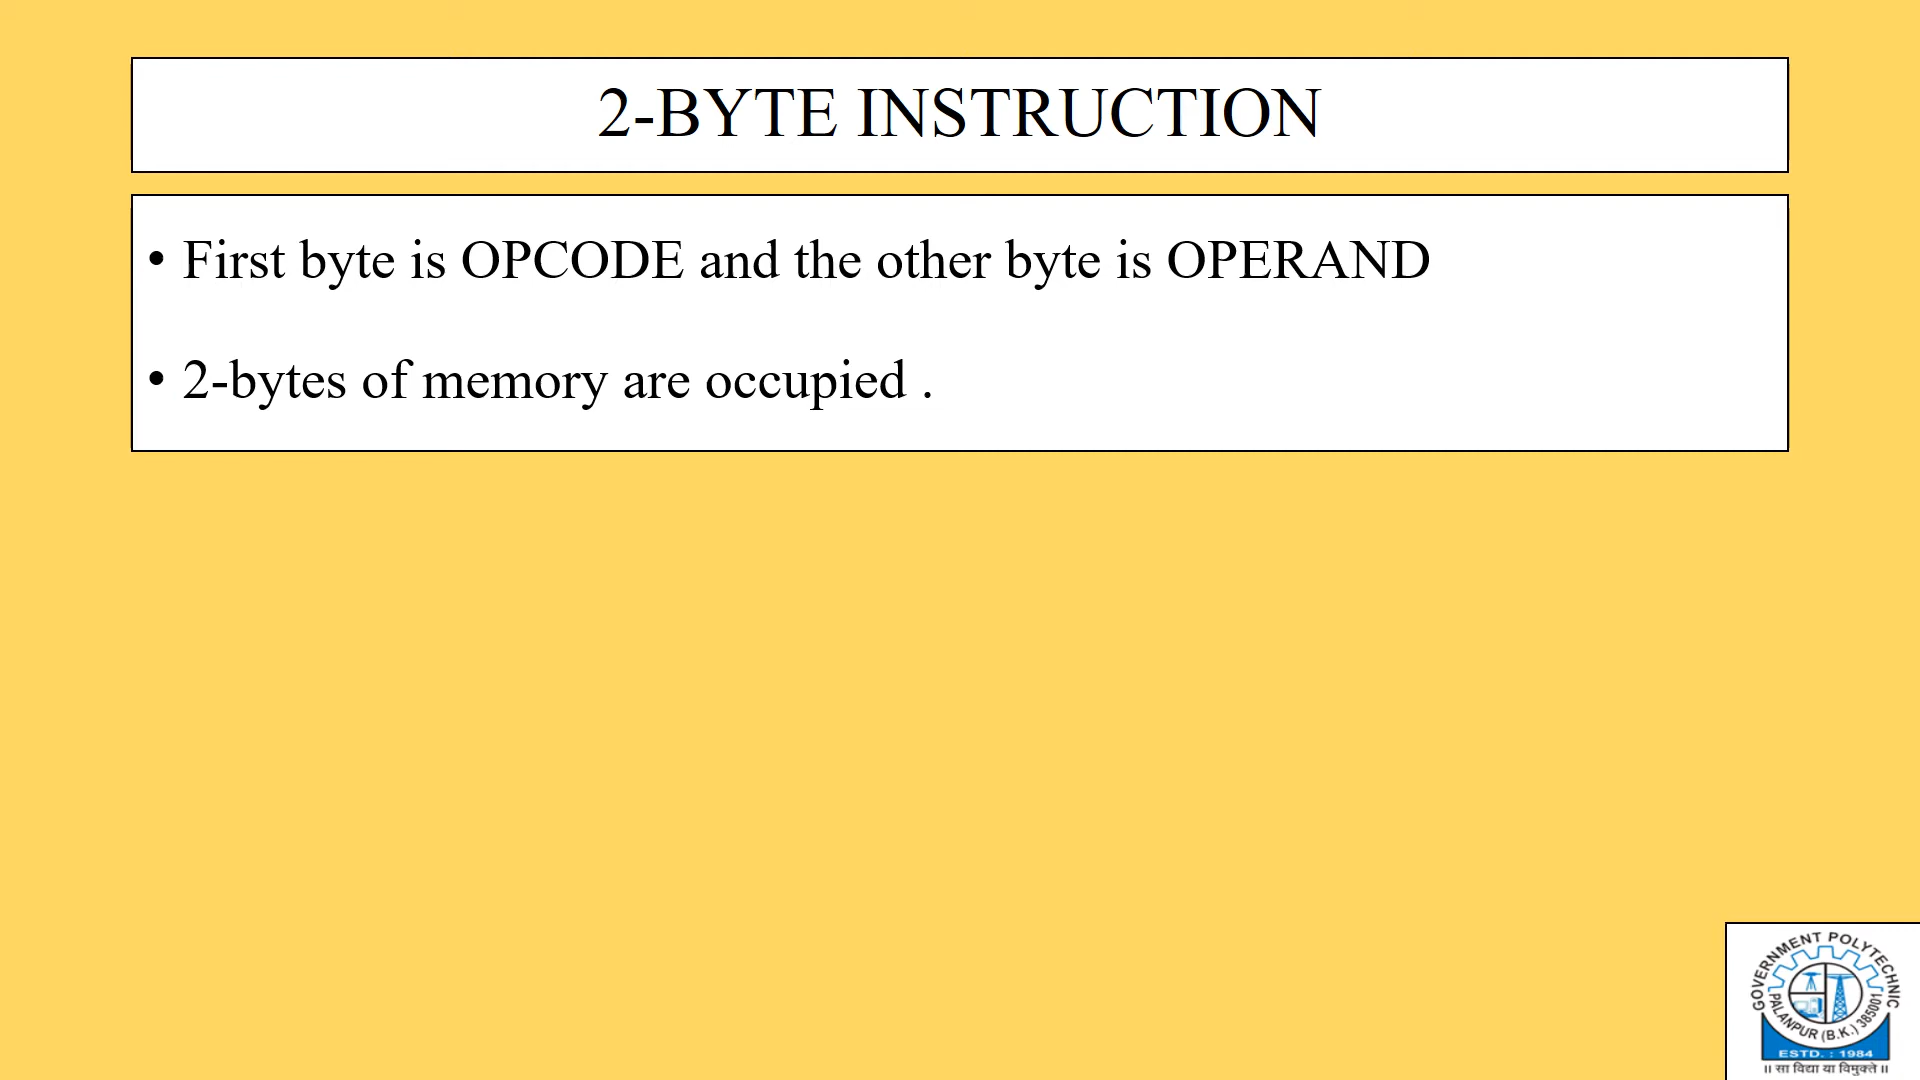 2-BYTE INSTRUCTION
• First byte is OPCODE and the other byte is OPERAND
• 2-bytes of memory are occupied .
GOVERNMENT POLYTECHNIC
PALANPUR (B.K.) 385001
ESTD. : 1984
॥ सा विद्या या विमुक्ते ॥